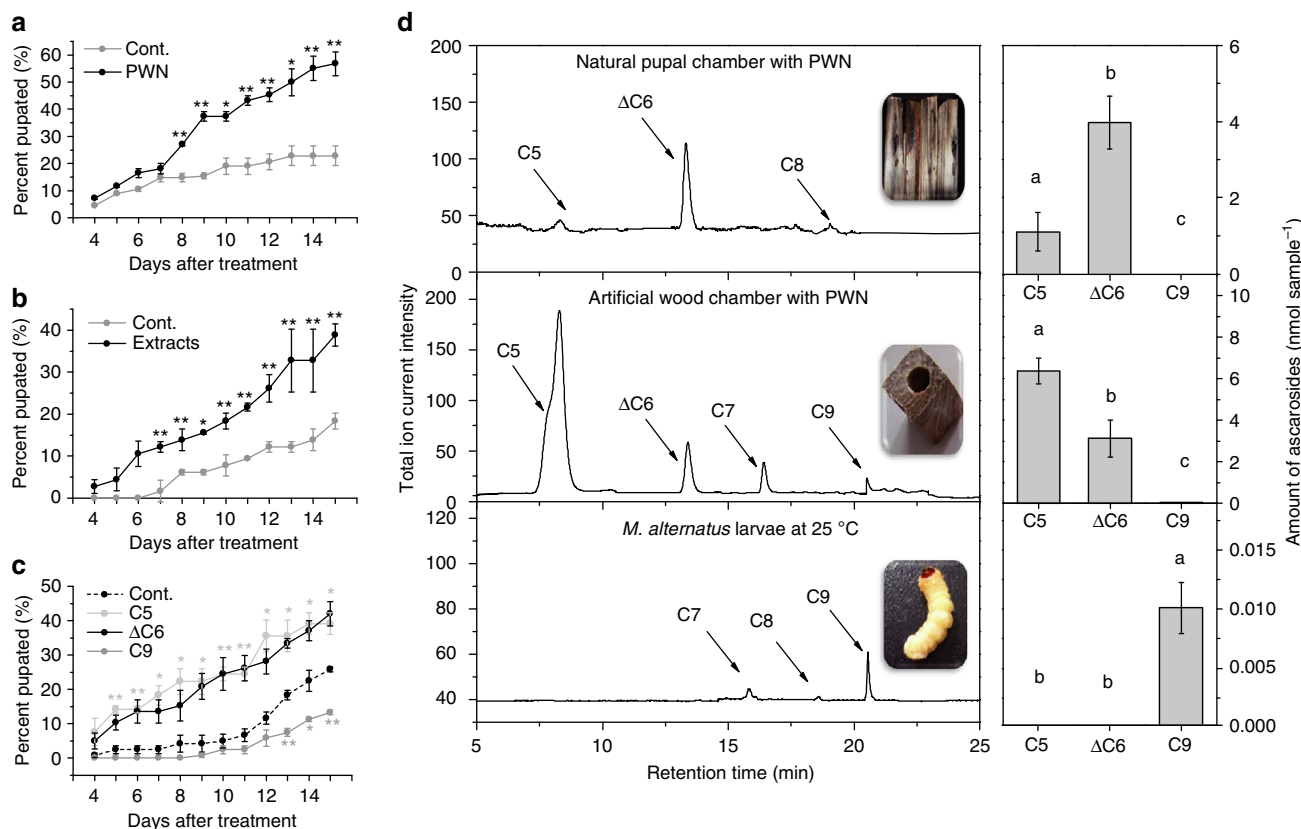 a
Cont.
PWN
Percent pupated (%)
60
50
40
30
20
10
0
** * ** ** * ** ** **
4 6 8 10 12 14
Days after treatment
b
Cont.
Extracts
Percent pupated (%)
40
30
20
10
0
** ** * ** ** ** ** ** **
4 6 8 10 12 14
Days after treatment
c
Cont.
C5
ΔC6
C9
Percent pupated (%)
50
40
30
20
10
0
** ** * * * ** ** * * * *
** * **
4 6 8 10 12 14
Days after treatment
d
Total ion current intensity
200
150
100
50
0
Natural pupal chamber with PWN
C5
ΔC6
C8
200
150
100
50
0
Artificial wood chamber with PWN
C5
ΔC6
C7
C9
120
100
80
60
40
M. alternatus larvae at 25 °C
C7
C8
C9
5 10 15 20 25
Retention time (min)
a
b
c
6
4
2
0
C5 ΔC6 C9
a
b
c
10
8
6
4
2
0
C5 ΔC6 C9
b
b
a
0.015
0.010
0.005
0.000
C5 ΔC6 C9
Amount of ascarosides (nmol sample⁻¹)